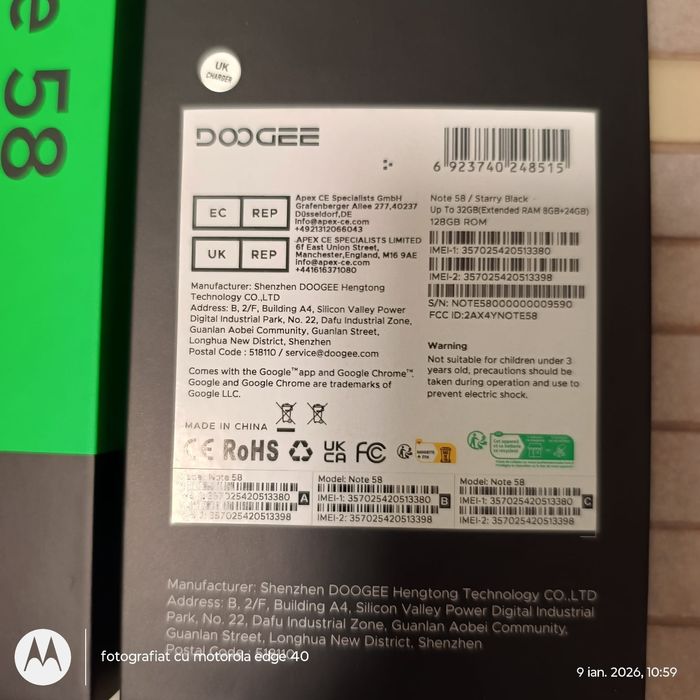 e 58
UK
CHARGER
DOOGEE
6 923740 248515
EC REP
Apex CE Specialists GmbH
Grafenberger Allee 277,40237
Düsseldorf,DE
Info@apex-ce.com
+4921312066043
UK REP
APEX CE SPECIALISTS LIMITED
6f East Union Street,
Manchester,England, M16 9AE
Info@apex-ce.com
+441616371080
Manufacturer: Shenzhen DOOGEE Hengtong
Technology CO.,LTD
Address: B, 2/F, Building A4, Silicon Valley Power
Digital Industrial Park, No. 22, Dafu Industrial Zone,
Guanlan Aobei Community, Guanlan Street,
Longhua New District, Shenzhen
Postal Code : 518110 / service@doogee.com
Comes with the Google™app and Google Chrome™.
Google and Google Chrome are trademarks of
Google LLC.
Note 58 / Starry Black
Up To 32GB(Extended RAM 8GB+24GB)
128GB ROM
IMEI-1: 357025420513380
IMEI-2: 357025420513398
S/N: NOTE58000000009590
FCC ID:2AX4YNOTE58
Warning
Not suitable for children under 3
years old, precautions should be
taken during operation and use to
prevent electric shock.
MADE IN CHINA
CE RoHS UK CA FC
Cet appareil
Model: Note 58
IMEI-1: 357025420513380 A
IMEI-2: 357025420513398
Model: Note 58
IMEI-1: 357025420513380 B
IMEI-2: 357025420513398
Model: Note 58
IMEI-1: 357025420513380 C
IMEI-2: 357025420513398
Manufacturer: Shenzhen DOOGEE Hengtong Technology CO.,LTD
Address: B, 2/F, Building A4, Silicon Valley Power Digital Industrial
Park, No. 22, Dafu Industrial Zone, Guanlan Aobei Community,
Guanlan Street, Longhua New District, Shenzhen
Postal Code : 518110
fotografiat cu motorola edge 40
9 ian. 2026, 10:59